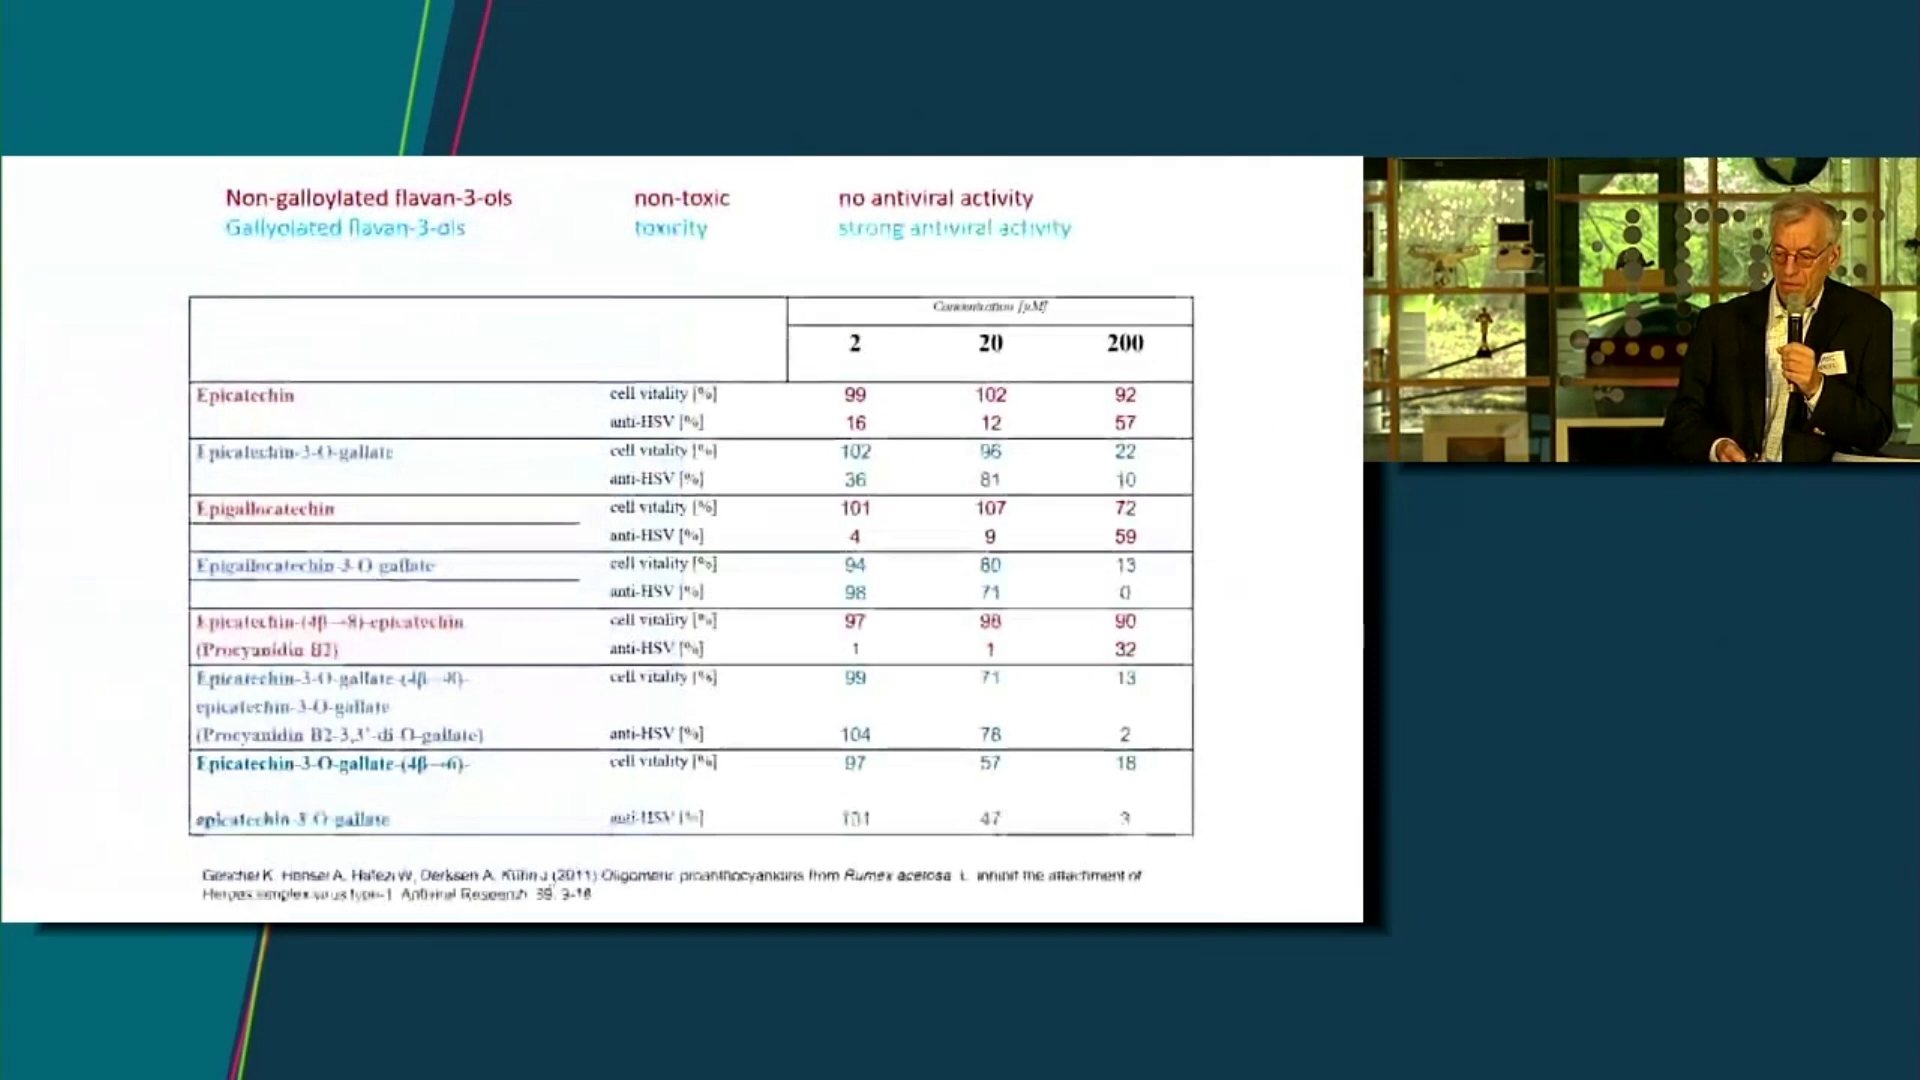 Non-galloylated flavan-3-ols non-toxic no antiviral activity
Gallyolated flavan-3-ols toxicity strong antiviral activity
Concentration [µM]
2 20 200
Epicatechin cell vitality [%] 99 102 92
anti-HSV [%] 16 12 57
Epicatechin-3-O-gallate cell vitality [%] 102 96 22
anti-HSV [%] 36 81 10
Epigallocatechin cell vitality [%] 101 107 72
anti-HSV [%] 4 9 59
Epigallocatechin-3-O-gallate cell vitality [%] 94 80 13
anti-HSV [%] 98 71 0
Epicatechin-(4β→8)-epicatechin cell vitality [%] 97 98 90
(Procyanidin B2) anti-HSV [%] 1 1 32
Epicatechin-3-O-gallate-(4β→8)- cell vitality [%] 99 71 13
epicatechin-3-O-gallate
(Procyanidin B2-3,3'-di-O-gallate) anti-HSV [%] 104 78 2
Epicatechin-3-O-gallate-(4β→6)- cell vitality [%] 97 57 18
epicatechin-3-O-gallate anti-HSV [%] 101 47 3
Gescher K, Hensel A, Hafezi W, Derksen A, Kühn J (2011) Oligomeric proanthocyanidins from Rumex acetosa L. inhibit the attachment of
Herpes simplex virus type-1. Antiviral Research 89, 9-18